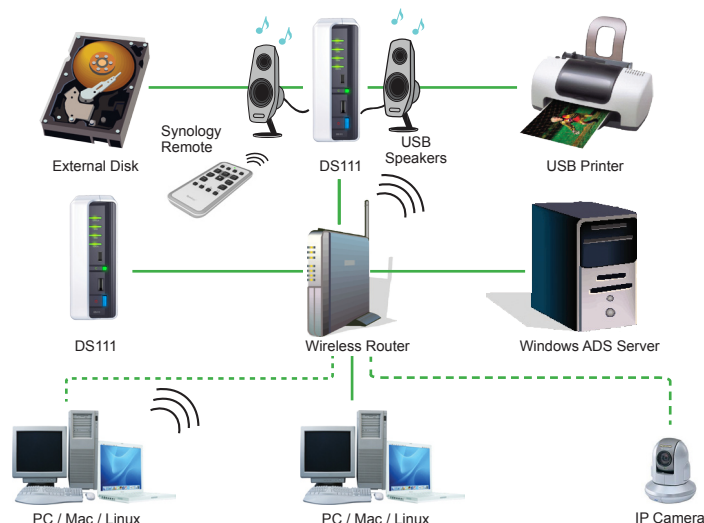 Synology
Remote
External Disk
DS111
USB
Speakers
USB Printer
DS111
Wireless Router
Windows ADS Server
PC / Mac / Linux
PC / Mac / Linux
IP Camera